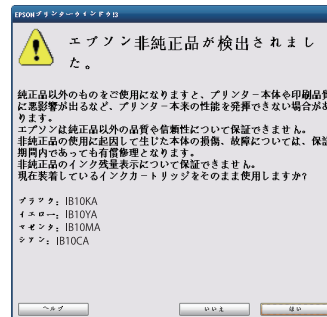 EPSONプリンターウインドウ!3
エプソン非純正品が検出されまし
た。
純正品以外のものをご使用になりますと、プリンター本体や印刷品質
に悪影響が出るなど、プリンター本来の性能を発揮できない場合があ
ります。
エプソンは純正品以外の品質や信頼性について保証できません。
非純正品の使用に起因して生じた本体の損傷、故障については、保証
期間内であっても有償修理となります。
非純正品のインク残量表示について保証できません。
現在装着しているインクカートリッジをそのまま使用しますか?
ブラック: IB10KA
イエロー: IB10YA
マゼンタ: IB10MA
シアン: IB10CA
ヘルプ
いいえ
はい